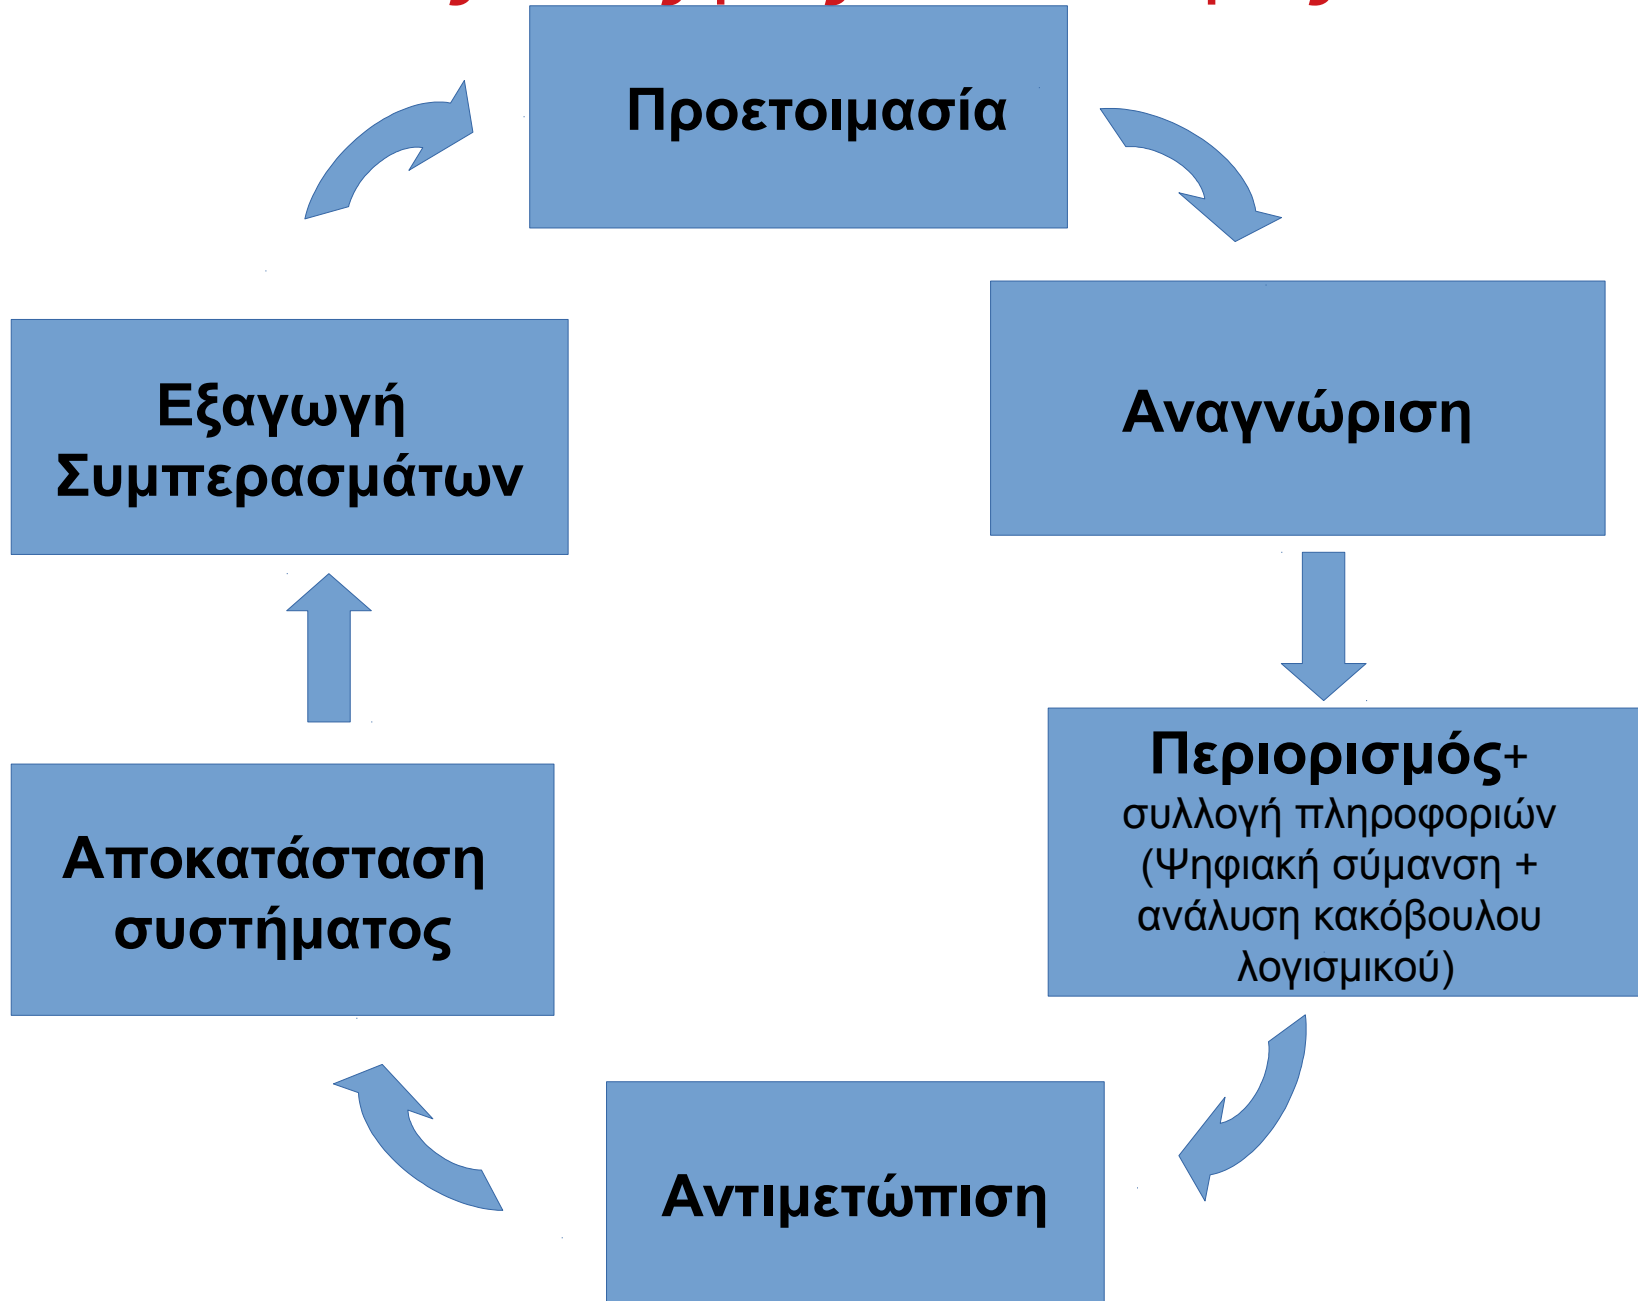 Προετοιμασία
Αναγνώριση
Περιορισμός+
συλλογή πληροφοριών
(Ψηφιακή σύμανση +
ανάλυση κακόβουλου
λογισμικού)
Αντιμετώπιση
Αποκατάσταση
συστήματος
Εξαγωγή
Συμπερασμάτων